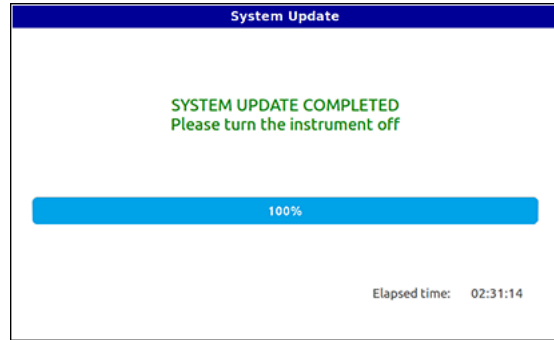 System Update
SYSTEM UPDATE COMPLETED
Please turn the instrument off
100%
Elapsed time: 02:31:14